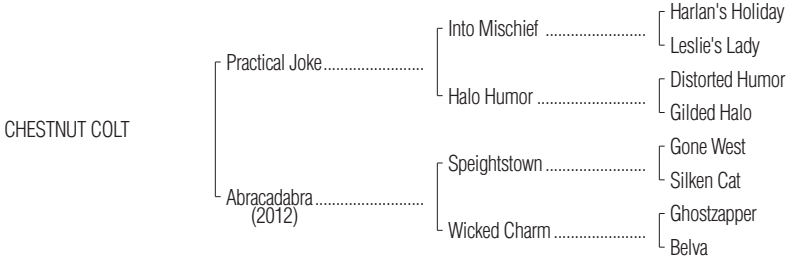 Harlan's Holiday
Into Mischief ........................
Leslie's Lady
Practical Joke........................
Distorted Humor
Halo Humor ..........................
Gilded Halo
CHESTNUT COLT
Gone West
Speightstown ........................
Silken Cat
Abracadabra..........................
(2012)
Ghostzapper
Wicked Charm ......................
Belva